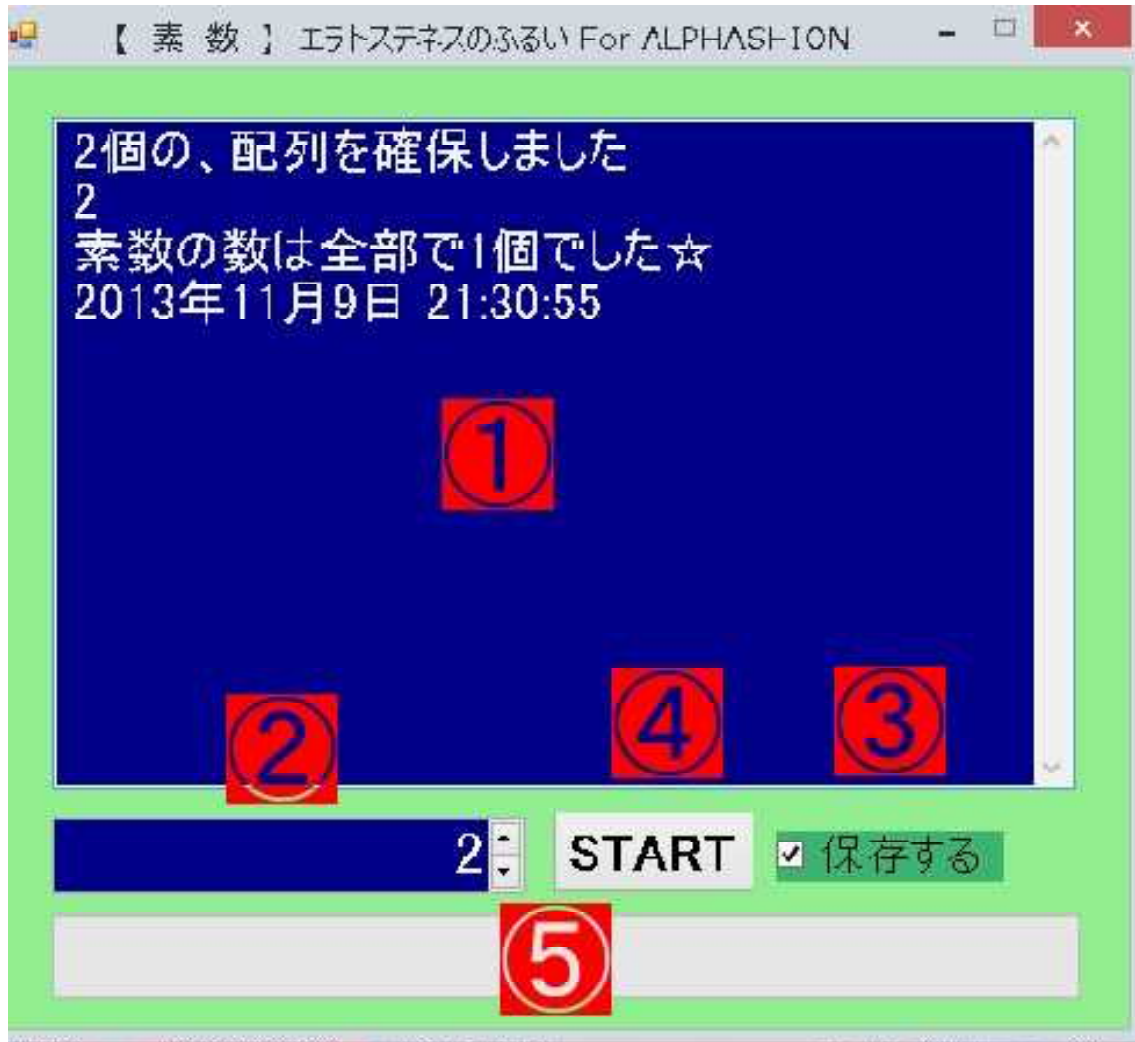 【 素 数 】 エラトステネスのふるい For ALPHASHION
2個の、配列を確保しました
2
素数の数は全部で1個でした☆
2013年11月9日 21:30:55
①
② ④ ③
2 START 保存する
⑤